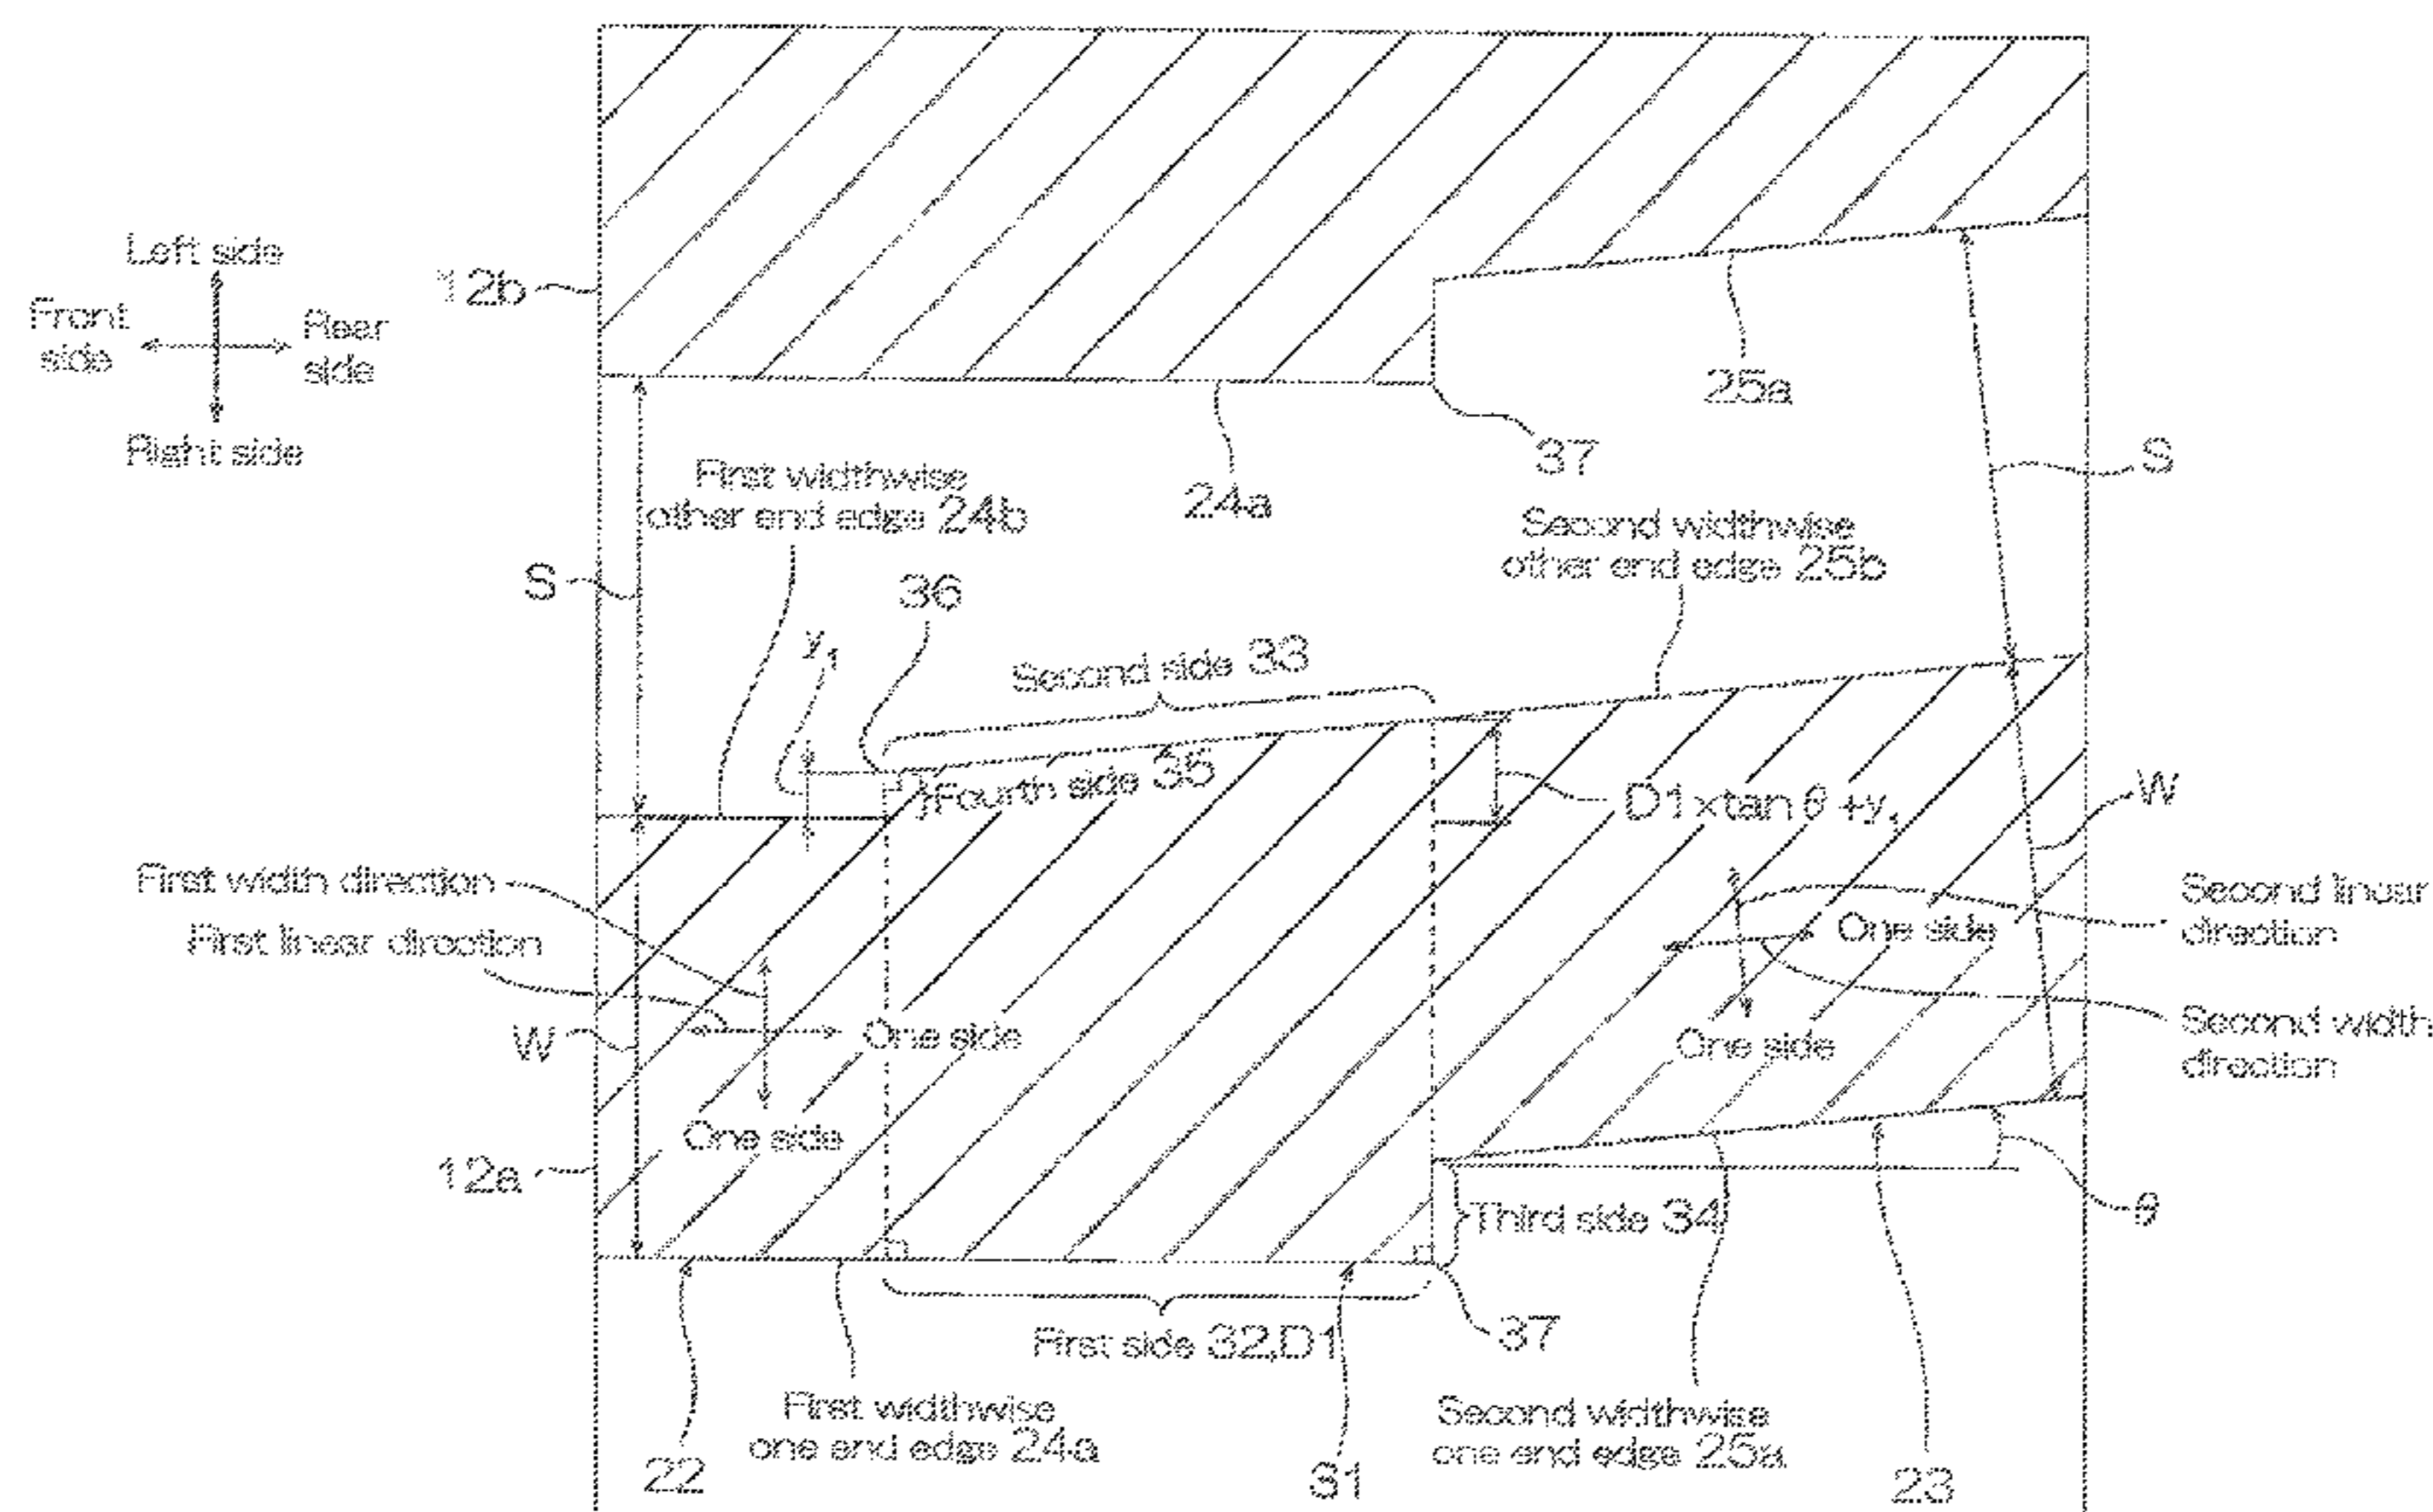 Left side
Front
side
Rear
side
Right side
12b
25a
37
S
24a
First widthwise
other end edge 24b
Second widthwise
other end edge 25b
S
36
y1
Second side 33
Fourth side 35
D1×tan θ+y1
W
First width direction
First linear direction
Second linear
direction
One side
W
One side
Second width
direction
One side
One side
12a
Third side 34
θ
First side 32,D1
37
First widthwise
one end edge 24a
Second widthwise
one end edge 25a
22
31
23